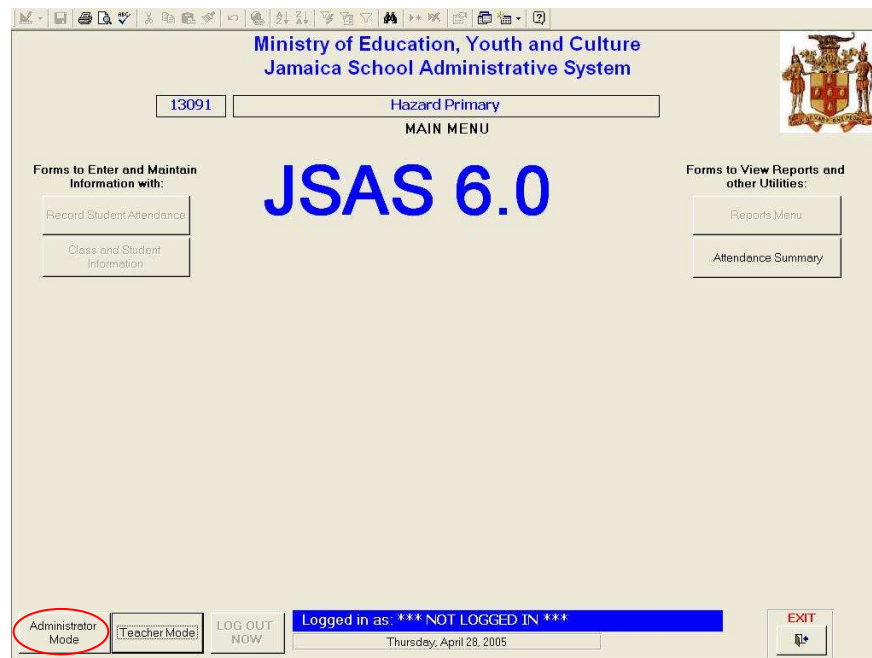 Ministry of Education, Youth and Culture
Jamaica School Administrative System
13091
Hazard Primary
MAIN MENU
Forms to Enter and Maintain
Information with:
JSAS 6.0
Forms to View Reports and
other Utilities:
Record Student Attendance
Reports Menu
Class and Student
Information
Attendance Summary
Administrator
Mode
Teacher Mode
LOG OUT
NOW
Logged in as: *** NOT LOGGED IN ***
Thursday, April 28, 2005
EXIT